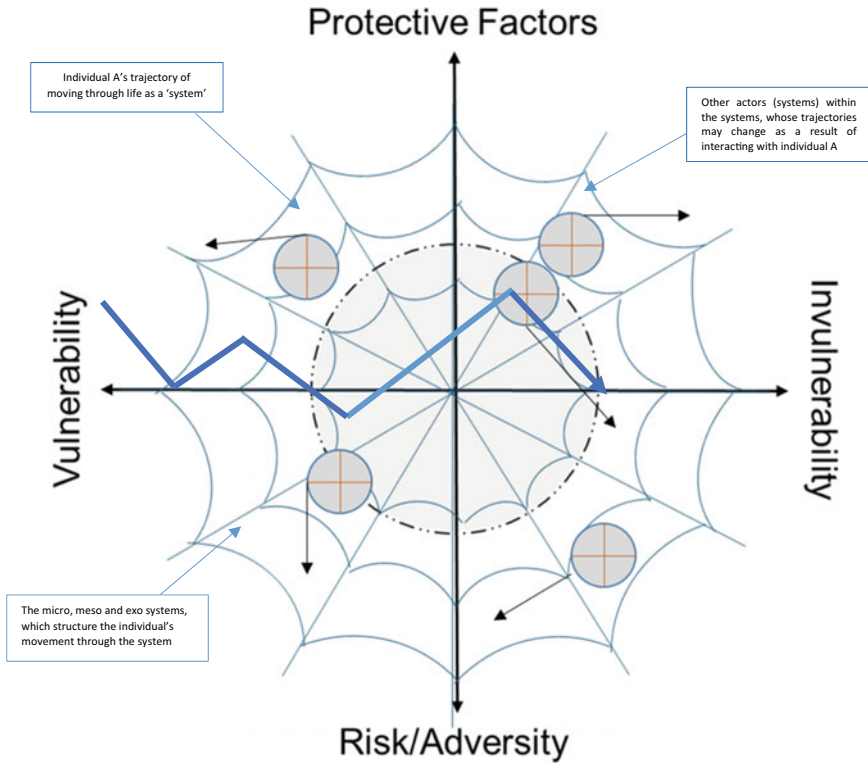 Protective Factors
Individual A’s trajectory of
moving through life as a ‘system’
Other actors (systems) within
the systems, whose trajectories
may change as a result of
interacting with individual A
Vulnerability
Invulnerability
The micro, meso and exo systems,
which structure the individual’s
movement through the system
Risk/Adversity